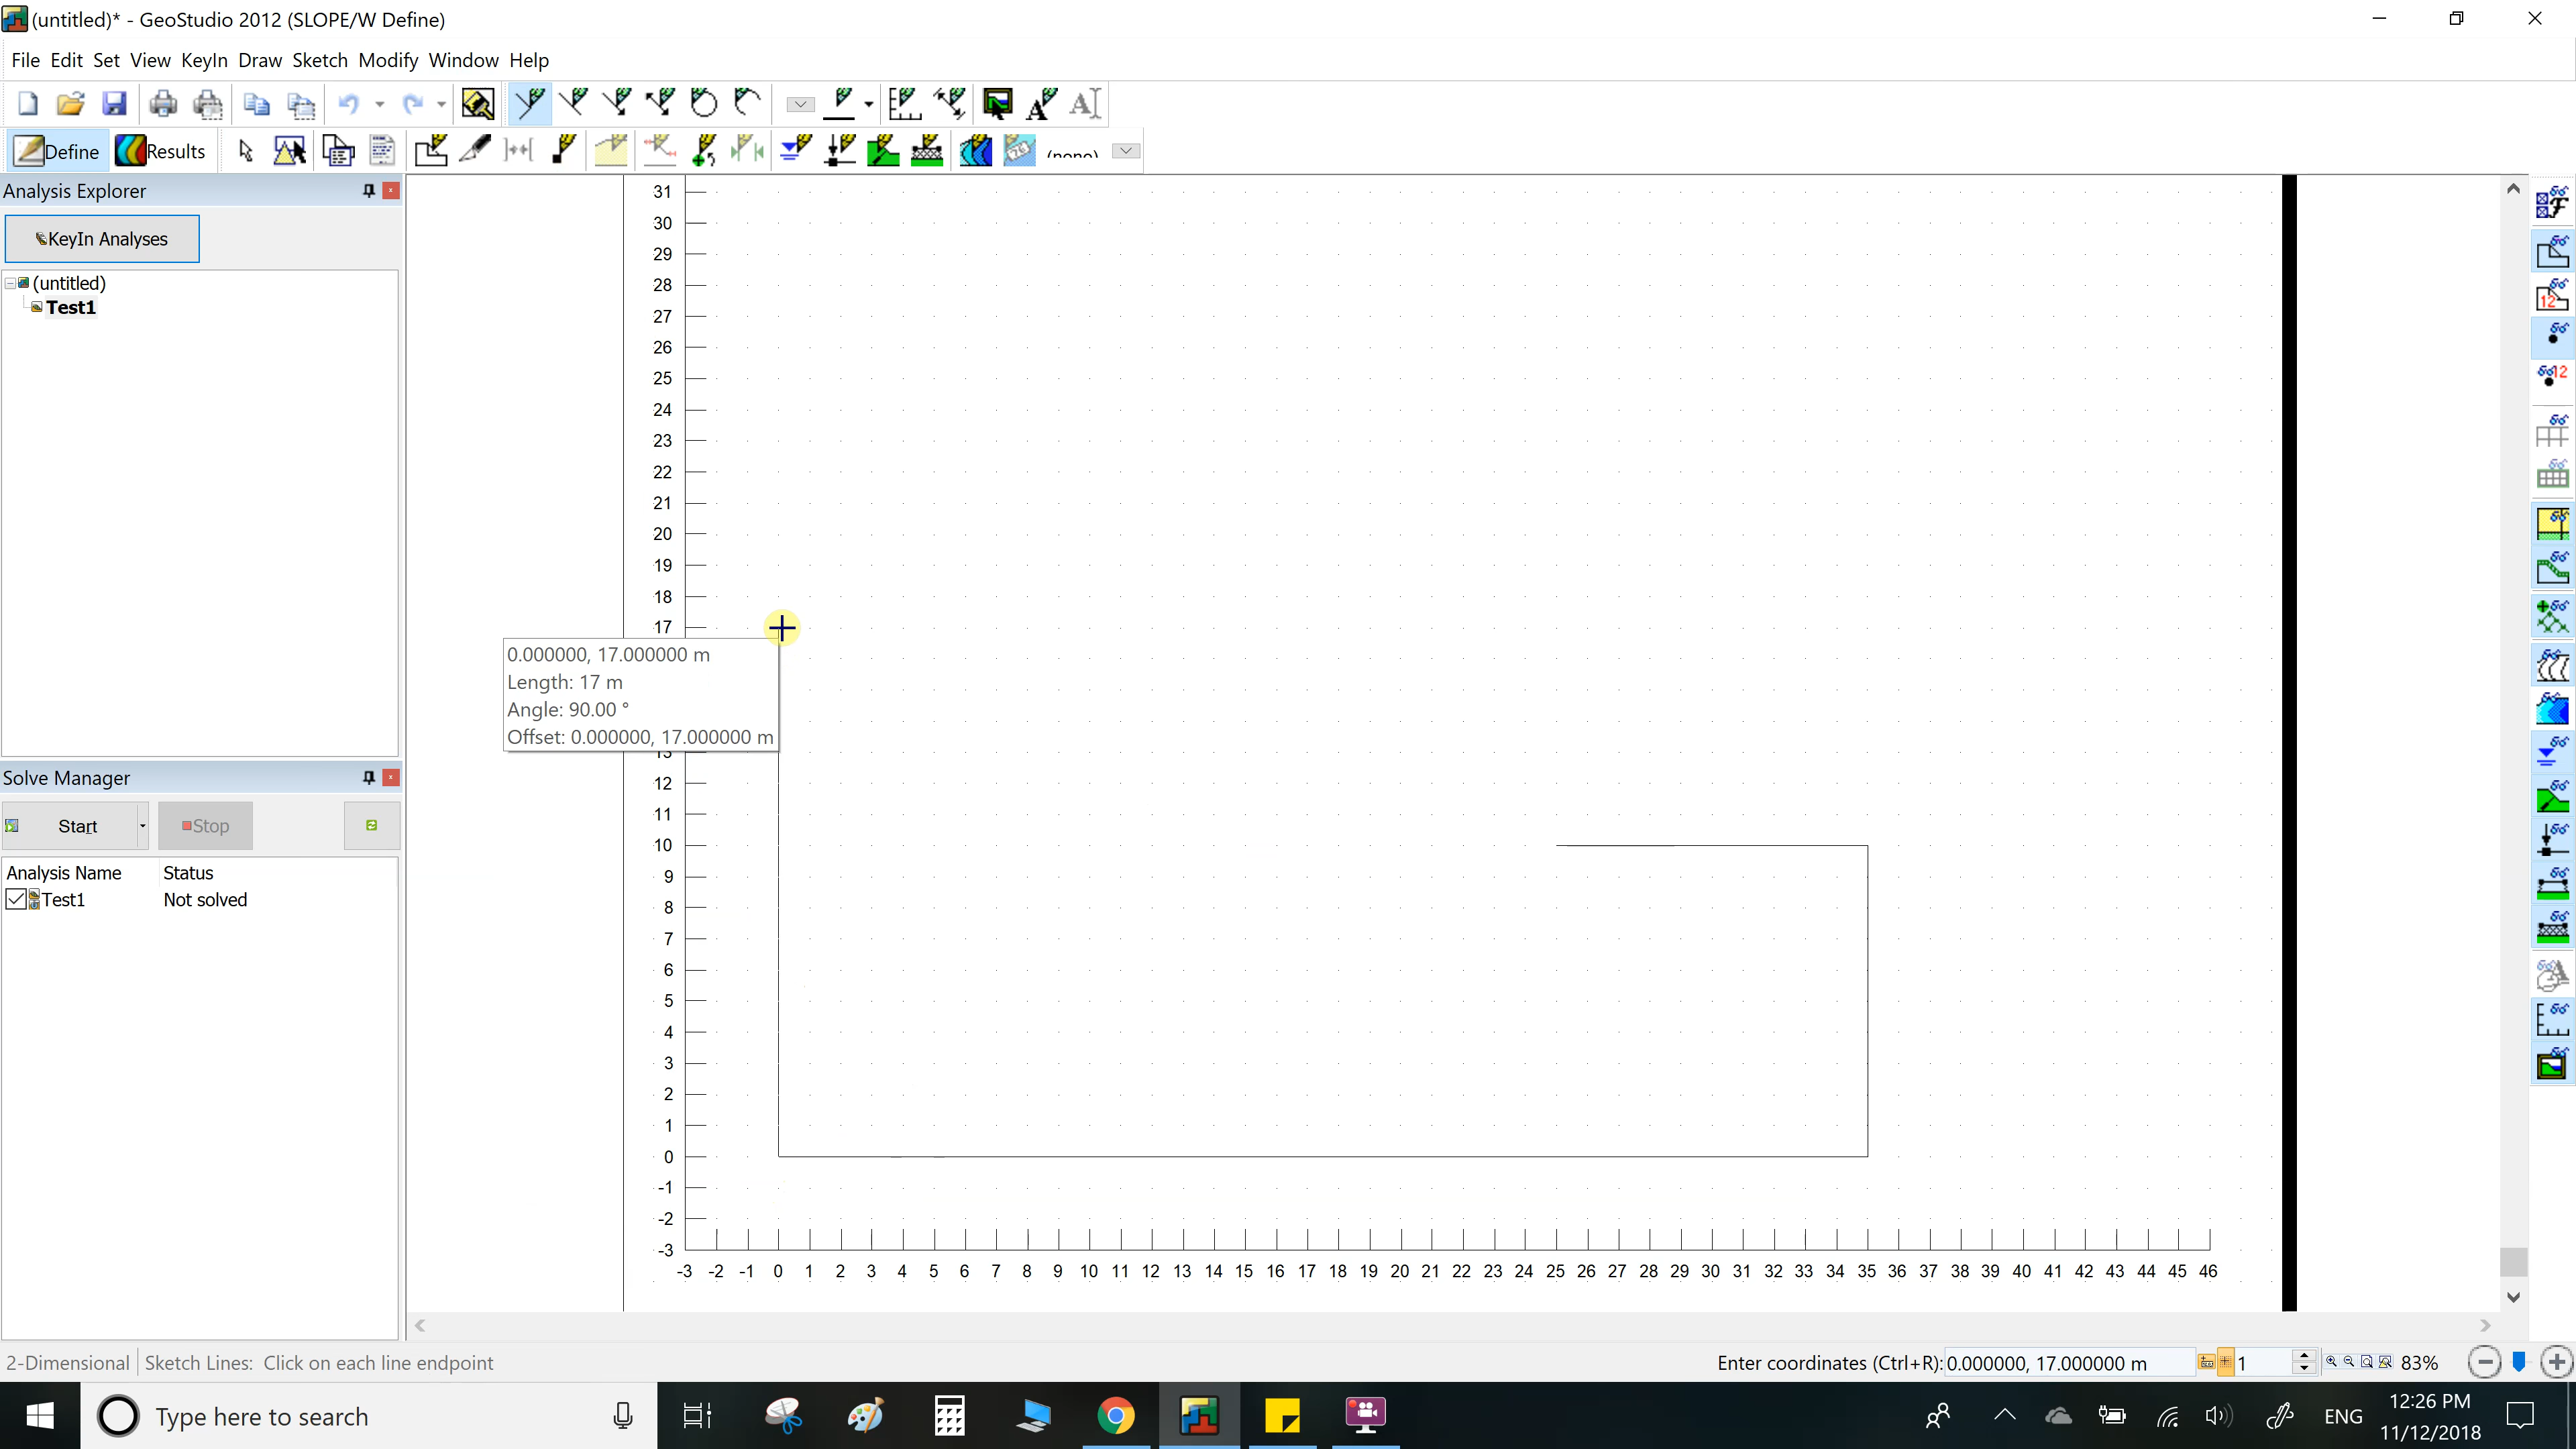 (untitled)* - GeoStudio 2012 (SLOPE/W Define)
File Edit Set View KeyIn Draw Sketch Modify Window Help
Define Results (none)
Analysis Explorer
KeyIn Analyses
(untitled)
Test1
Solve Manager
Start Stop
Analysis Name Status
Test1 Not solved
31
30
29
28
27
26
25
24
23
22
21
20
19
18
17
0.000000, 17.000000 m
Length: 17 m
Angle: 90.00 °
Offset: 0.000000, 17.000000 m
13
12
11
10
9
8
7
6
5
4
3
2
1
0
-1
-2
-3
-3 -2 -1 0 1 2 3 4 5 6 7 8 9 10 11 12 13 14 15 16 17 18 19 20 21 22 23 24 25 26 27 28 29 30 31 32 33 34 35 36 37 38 39 40 41 42 43 44 45 46
12
12
2-Dimensional Sketch Lines: Click on each line endpoint
Enter coordinates (Ctrl+R): 0.000000, 17.000000 m 1 83%
Type here to search
ENG
12:26 PM
11/12/2018